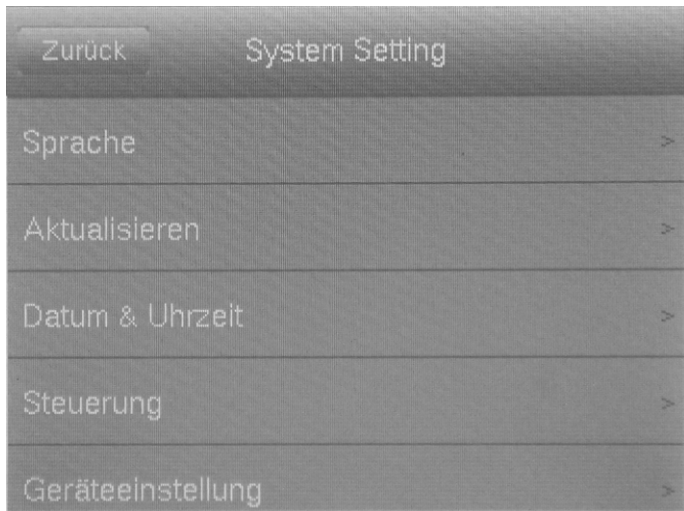 Zurück
System Setting
Sprache >
Aktualisieren >
Datum & Uhrzeit >
Steuerung >
Geräteeinstellung >